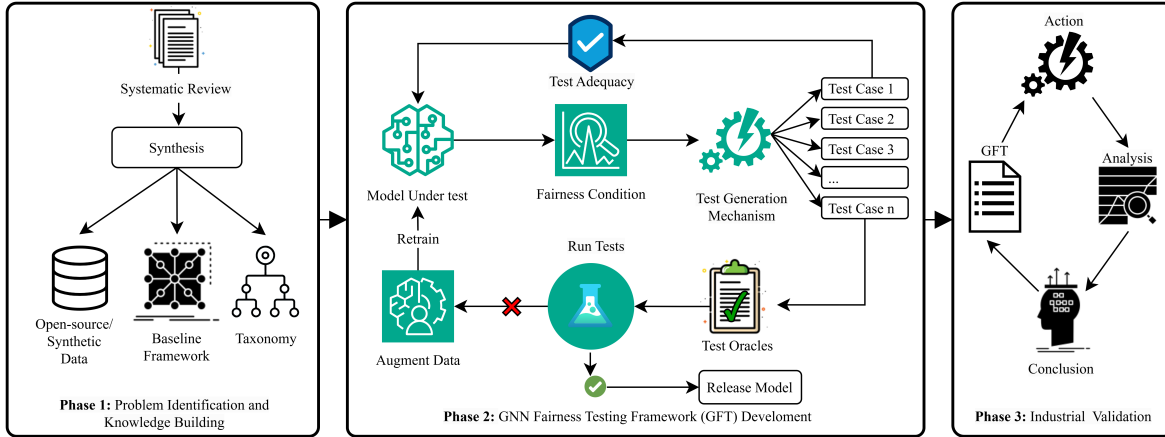 Systematic Review
Synthesis
Open-source/
Synthetic
Data
Baseline
Framework
Taxonomy
Phase 1: Problem Identification and
Knowledge Building
Test Adequacy
Model Under test
Fairness Condition
Test Generation
Mechanism
Test Case 1
Test Case 2
Test Case 3
...
Test Case n
Retrain
Augment Data
Run Tests
Test Oracles
Release Model
Phase 2: GNN Fairness Testing Framework (GFT) Develoment
Action
GFT
Analysis
Conclusion
Phase 3: Industrial Validation